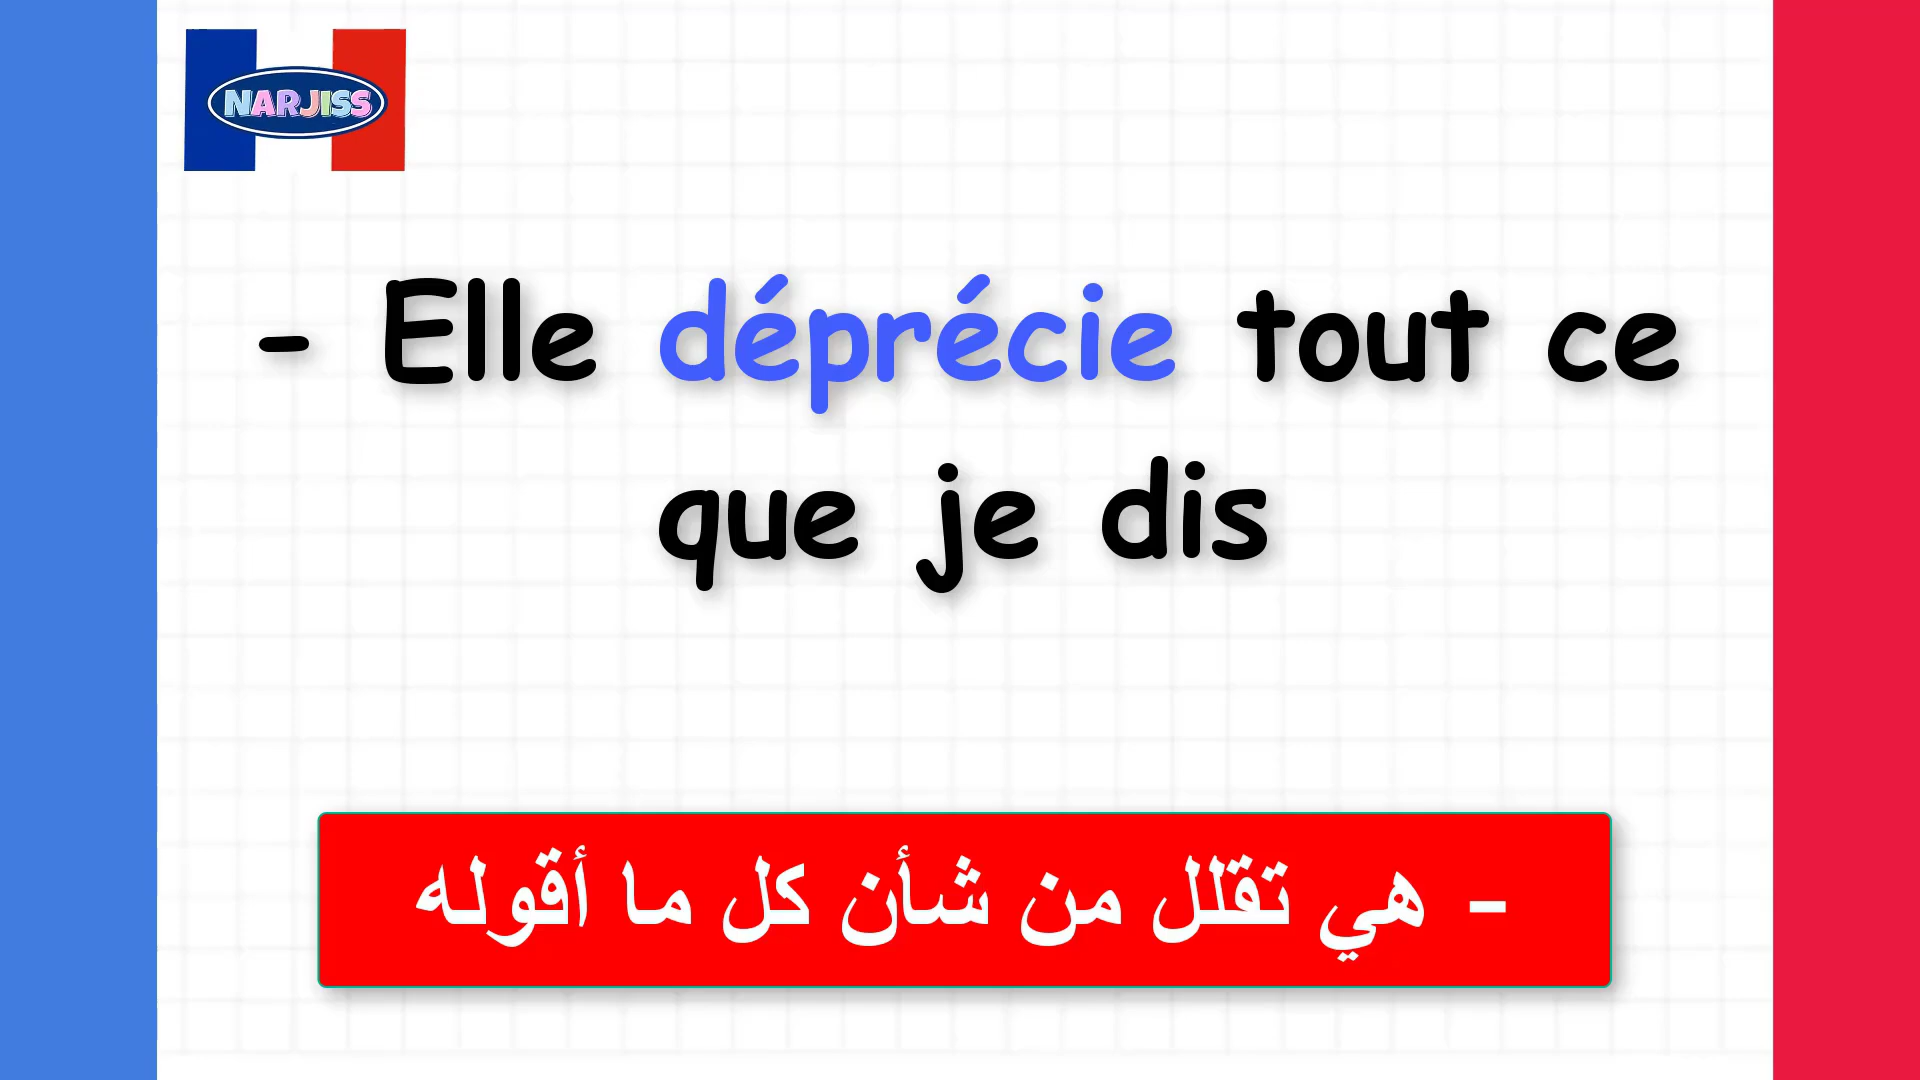 NARJISS
- Elle déprécie tout ce
que je dis
- هي تقلل من شأن كل ما أقوله